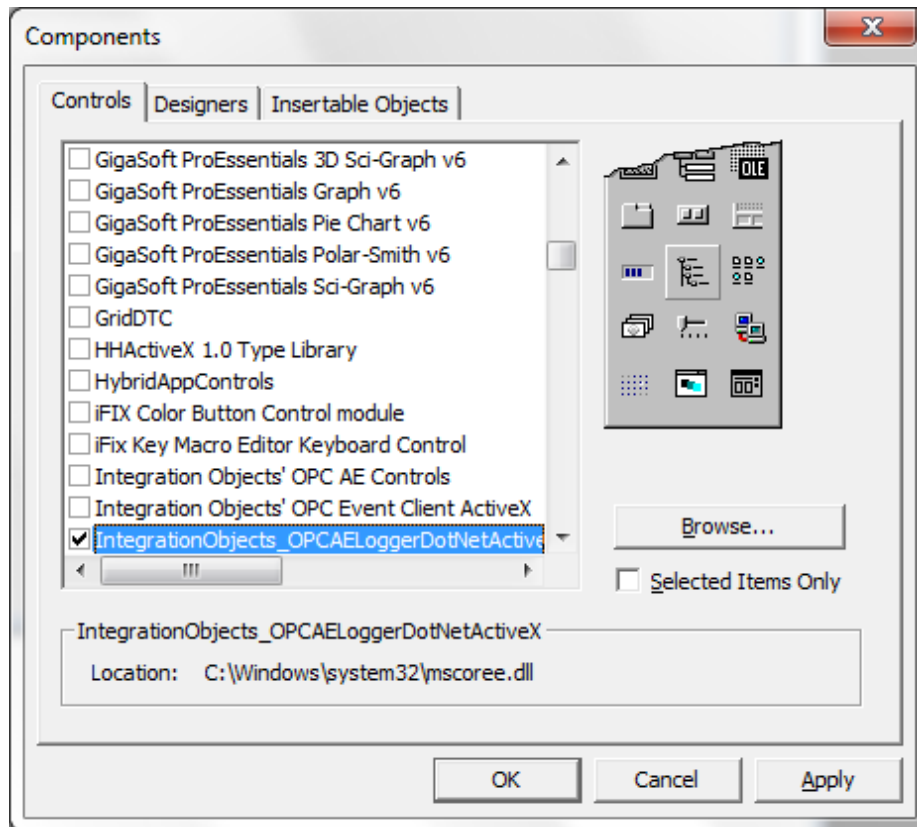 Components
Controls
Designers
Insertable Objects
GigaSoft ProEssentials 3D Sci-Graph v6
GigaSoft ProEssentials Graph v6
GigaSoft ProEssentials Pie Chart v6
GigaSoft ProEssentials Polar-Smith v6
GigaSoft ProEssentials Sci-Graph v6
GridDTC
HHActiveX 1.0 Type Library
HybridAppControls
iFIX Color Button Control module
iFix Key Macro Editor Keyboard Control
Integration Objects' OPC AE Controls
Integration Objects' OPC Event Client ActiveX
IntegrationObjects_OPCAELoggerDotNetActive
OLE
Browse...
Selected Items Only
IntegrationObjects_OPCAELoggerDotNetActiveX
Location: C:\Windows\system32\mscoree.dll
OK
Cancel
Apply